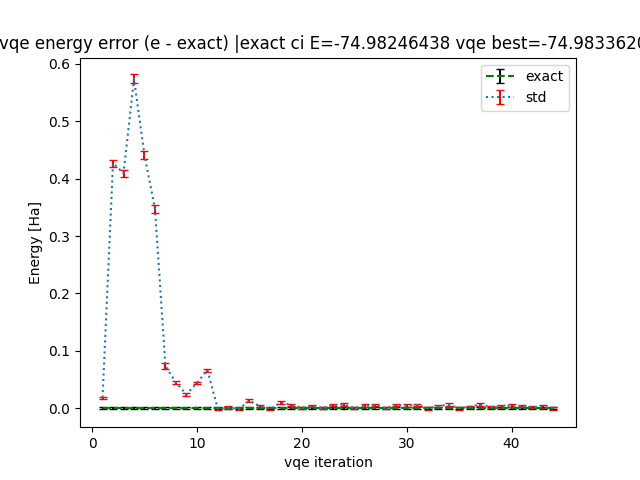 vqe energy error (e - exact) |exact ci E=-74.98246438 vqe best=-74.9833620
exact
std
Energy [Ha]
0.6
0.5
0.4
0.3
0.2
0.1
0.0
0 10 20 30 40
vqe iteration